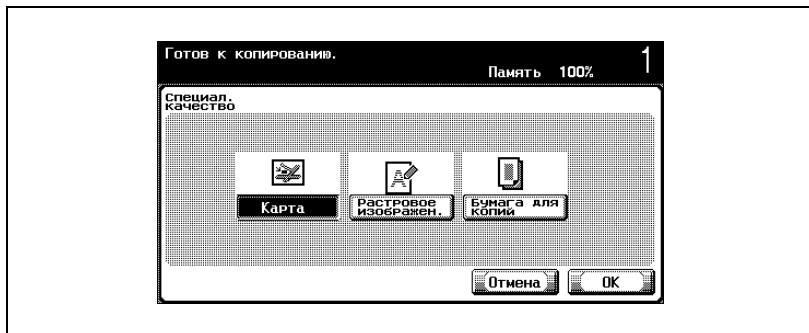 Готов к копированию.
Память 100%
1
Специал.
качество
Карта
Растровое
изображен.
Бумага для
копий
Отмена
OK